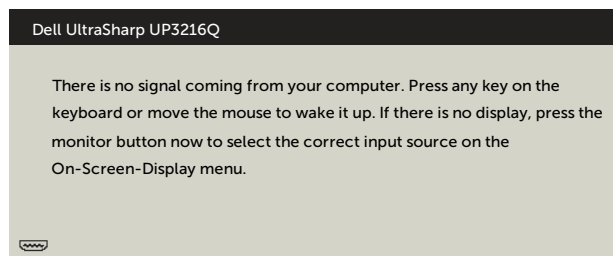 Dell UltraSharp UP3216Q
There is no signal coming from your computer. Press any key on the
keyboard or move the mouse to wake it up. If there is no display, press the
monitor button now to select the correct input source on the
On-Screen-Display menu.